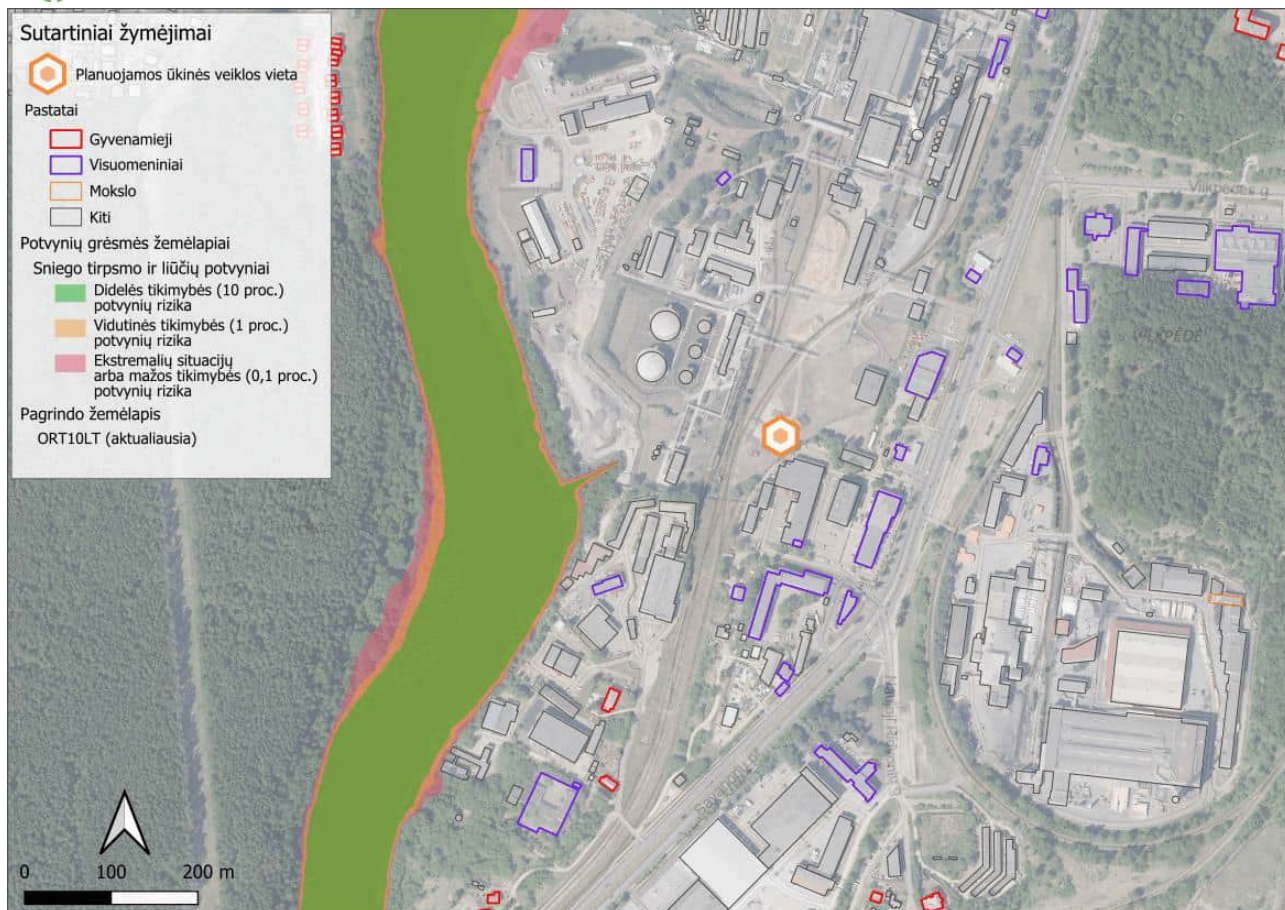 Sutartiniai žymėjimai
Planuojamos ūkinės veiklos vieta
Pastatai
Gyvenamieji
Visuomeniniai
Mokslo
Kiti
Potvynių grėsmės žemėlapiai
Sniego tirpsmo ir liūčių potvyniai
Didelės tikimybės (10 proc.)
potvynių rizika
Vidutinės tikimybės (1 proc.)
potvynių rizika
Ekstremalių situacijų
arba mažos tikimybės (0,1 proc.)
potvynių rizika
Pagrindo žemėlapis
ORT10LT (aktualiausia)
Vilkpėdės g.
0 100 200 m